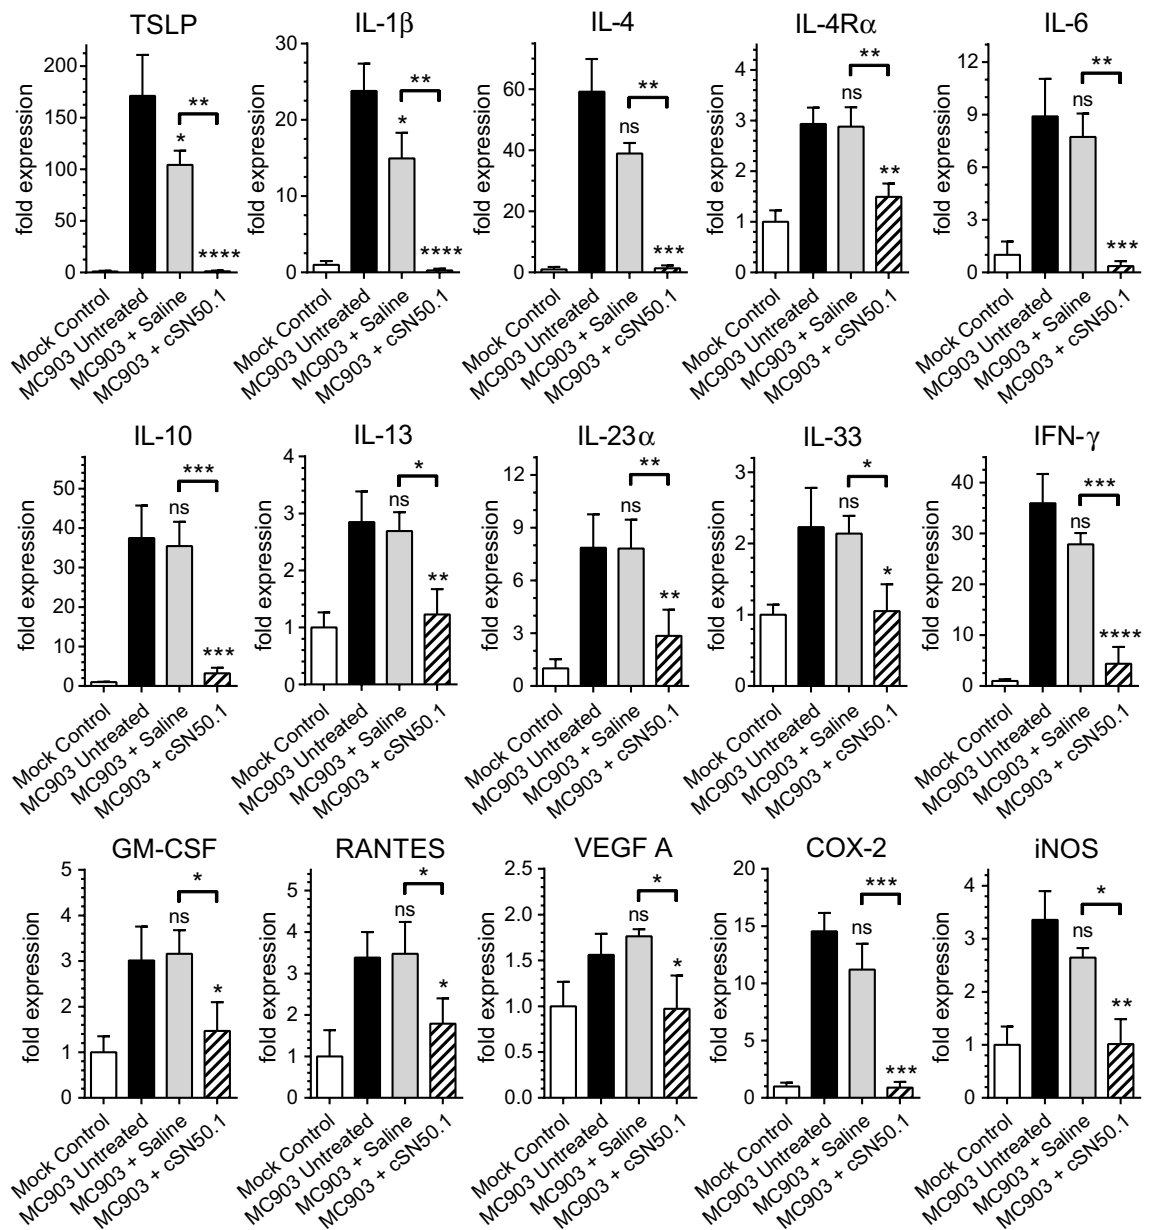 TSLP
fold expression
200
150
100
50
0
**
*
****
Mock Control
MC903 Untreated
MC903 + Saline
MC903 + cSN50.1
IL-1β
fold expression
30
20
10
0
**
*
****
Mock Control
MC903 Untreated
MC903 + Saline
MC903 + cSN50.1
IL-4
fold expression
60
40
20
0
**
ns
***
Mock Control
MC903 Untreated
MC903 + Saline
MC903 + cSN50.1
IL-4Rα
fold expression
4
3
2
1
0
**
ns
**
Mock Control
MC903 Untreated
MC903 + Saline
MC903 + cSN50.1
IL-6
fold expression
12
9
6
3
0
**
ns
***
Mock Control
MC903 Untreated
MC903 + Saline
MC903 + cSN50.1
IL-10
fold expression
50
40
30
20
10
0
***
ns
***
Mock Control
MC903 Untreated
MC903 + Saline
MC903 + cSN50.1
IL-13
fold expression
4
3
2
1
0
*
ns
**
Mock Control
MC903 Untreated
MC903 + Saline
MC903 + cSN50.1
IL-23α
fold expression
12
9
6
3
0
**
ns
**
Mock Control
MC903 Untreated
MC903 + Saline
MC903 + cSN50.1
IL-33
fold expression
3
2
1
0
*
ns
*
Mock Control
MC903 Untreated
MC903 + Saline
MC903 + cSN50.1
IFN-γ
fold expression
40
30
20
10
0
***
ns
****
Mock Control
MC903 Untreated
MC903 + Saline
MC903 + cSN50.1
GM-CSF
fold expression
5
4
3
2
1
0
*
ns
*
Mock Control
MC903 Untreated
MC903 + Saline
MC903 + cSN50.1
RANTES
fold expression
5
4
3
2
1
0
*
ns
*
Mock Control
MC903 Untreated
MC903 + Saline
MC903 + cSN50.1
VEGF A
fold expression
2.5
2.0
1.5
1.0
0.5
0.0
*
ns
*
Mock Control
MC903 Untreated
MC903 + Saline
MC903 + cSN50.1
COX-2
fold expression
20
15
10
5
0
***
ns
***
Mock Control
MC903 Untreated
MC903 + Saline
MC903 + cSN50.1
iNOS
fold expression
4
3
2
1
0
*
ns
**
Mock Control
MC903 Untreated
MC903 + Saline
MC903 + cSN50.1